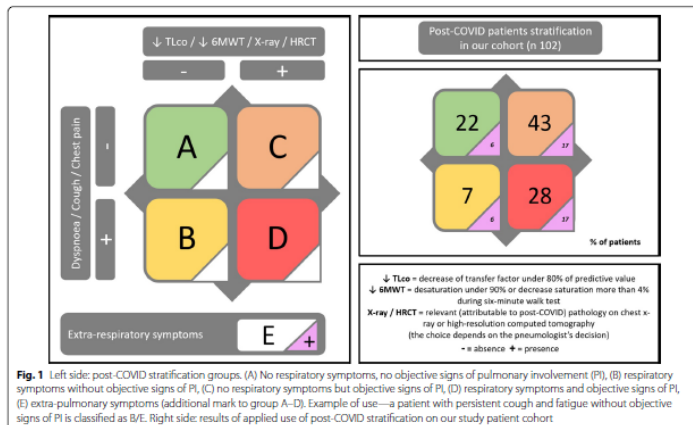 ↓ TLco / ↓ 6MWT / X-ray / HRCT
- +
Dyspnoea / Cough / Chest pain
-
+
A
C
B
D
Extra-respiratory symptoms
E
+
Post-COVID patients stratification
in our cohort (n 102)
22
6
43
17
7
6
28
17
% of patients
↓ TLco = decrease of transfer factor under 80% of predictive value
↓ 6MWT = desaturation under 90% or decrease saturation more than 4%
during six-minute walk test
X-ray / HRCT = relevant (attributable to post-COVID) pathology on chest x-
ray or high-resolution computed tomography
(the choice depends on the pneumologist's decision)
- = absence + = presence
Fig. 1 Left side: post-COVID stratification groups. (A) No respiratory symptoms, no objective signs of pulmonary involvement (PI), (B) respiratory
symptoms without objective signs of PI, (C) no respiratory symptoms but objective signs of PI, (D) respiratory symptoms and objective signs of PI,
(E) extra-pulmonary symptoms (additional mark to group A–D). Example of use—a patient with persistent cough and fatigue without objective
signs of PI is classified as B/E. Right side: results of applied use of post-COVID stratification on our study patient cohort